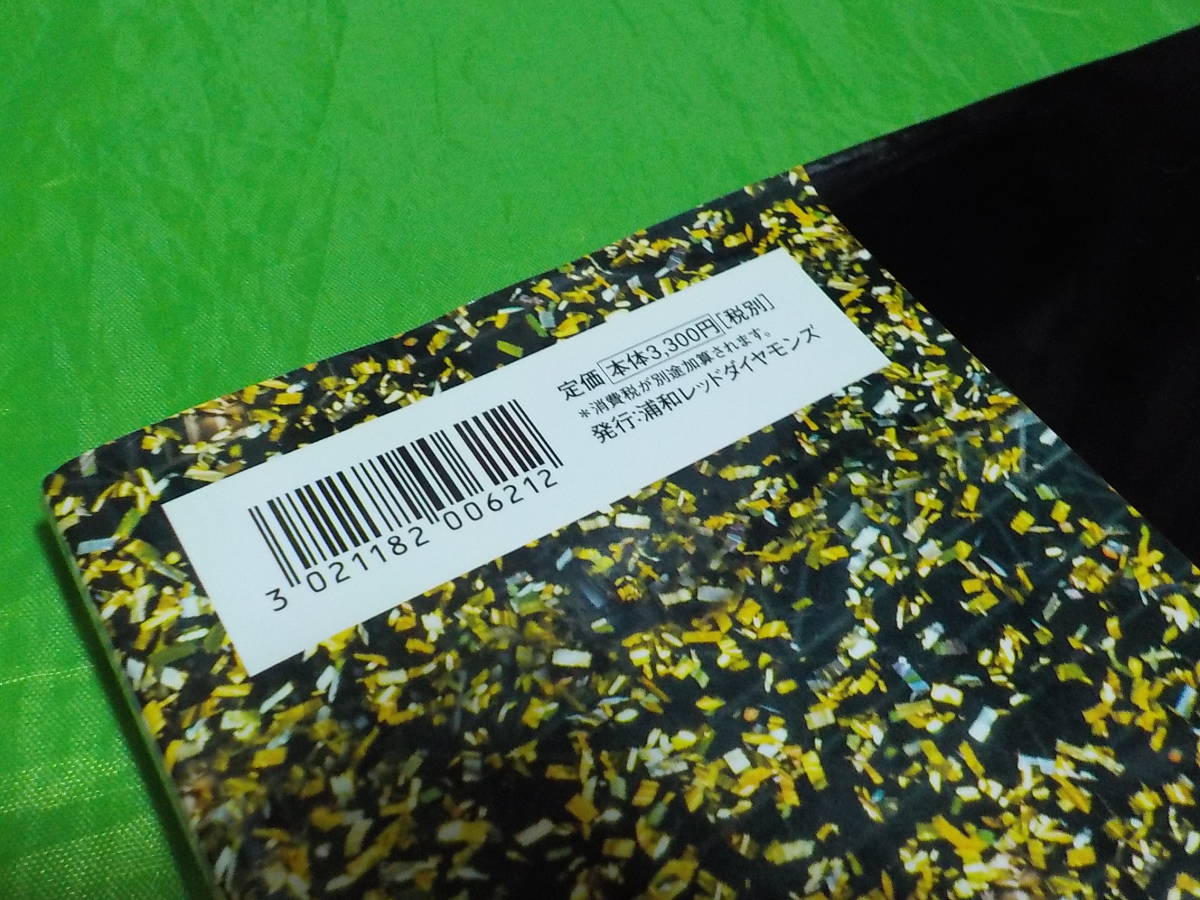 定価 本体3,300円[税別]
*消費税が別途加算されます。
発行:浦和レッドダイヤモンズ
3 021182 006212